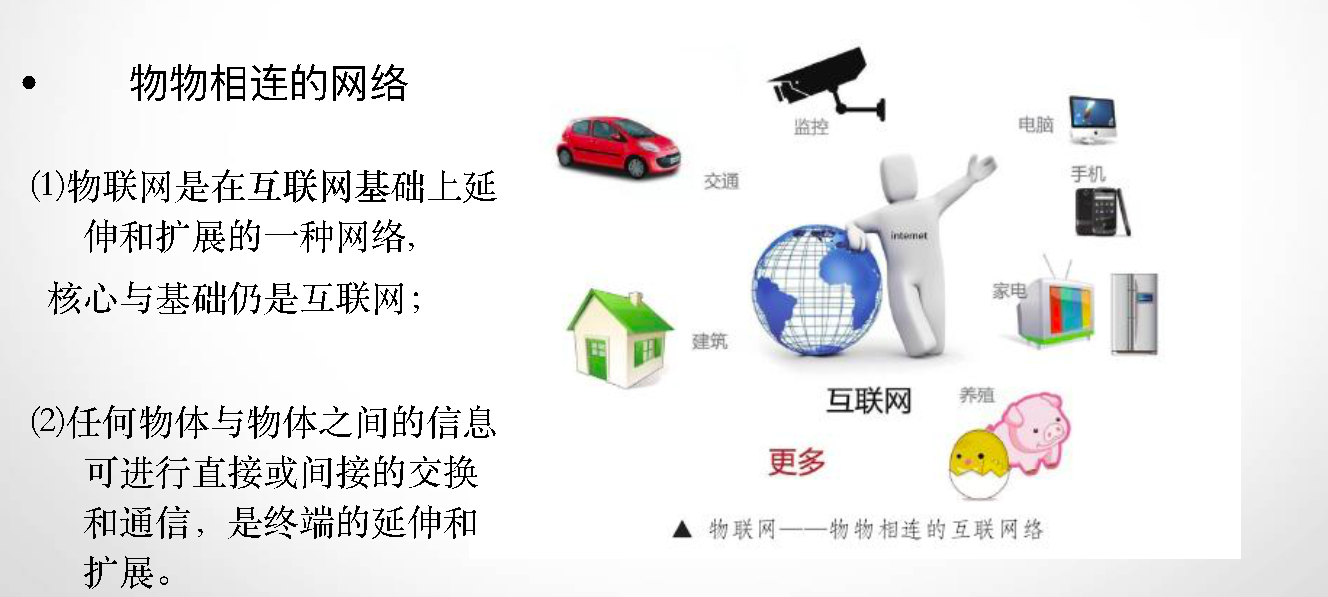 • 物物相连的网络
⑴物联网是在互联网基础上延
伸和扩展的一种网络,
核心与基础仍是互联网；
⑵任何物体与物体之间的信息
可进行直接或间接的交换
和通信，是终端的延伸和
扩展。
监控
电脑
交通
手机
internet
家电
建筑
互联网
养殖
更多
▲ 物联网——物物相连的互联网络